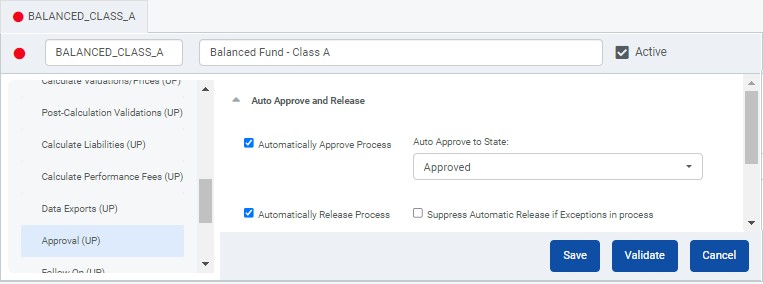 BALANCED_CLASS_A
BALANCED_CLASS_A
Balanced Fund - Class A
Active
Calculate Valuations/Prices (UP)
Post-Calculation Validations (UP)
Calculate Liabilities (UP)
Calculate Performance Fees (UP)
Data Exports (UP)
Approval (UP)
Follow On (UP)
Auto Approve and Release
Automatically Approve Process
Auto Approve to State:
Approved
Automatically Release Process
Suppress Automatic Release if Exceptions in process
Save
Validate
Cancel